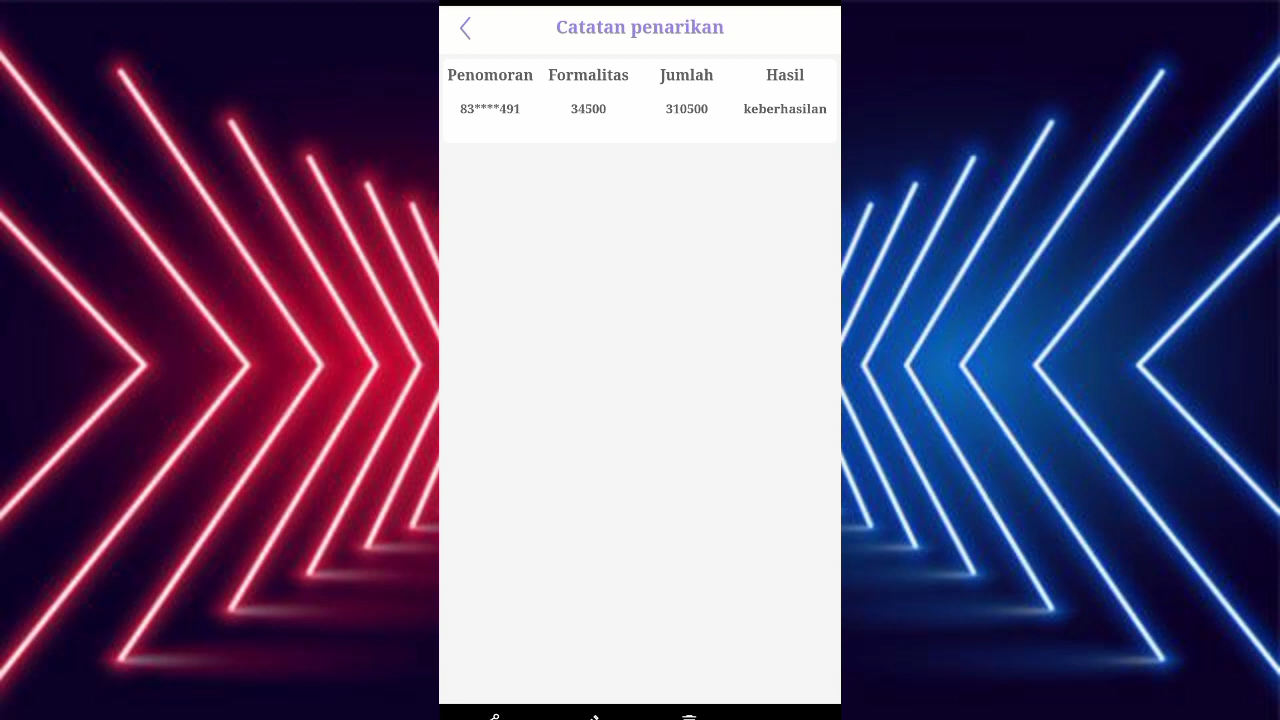 Catatan penarikan
Penomoran Formalitas Jumlah Hasil
83****491 34500 310500 keberhasilan